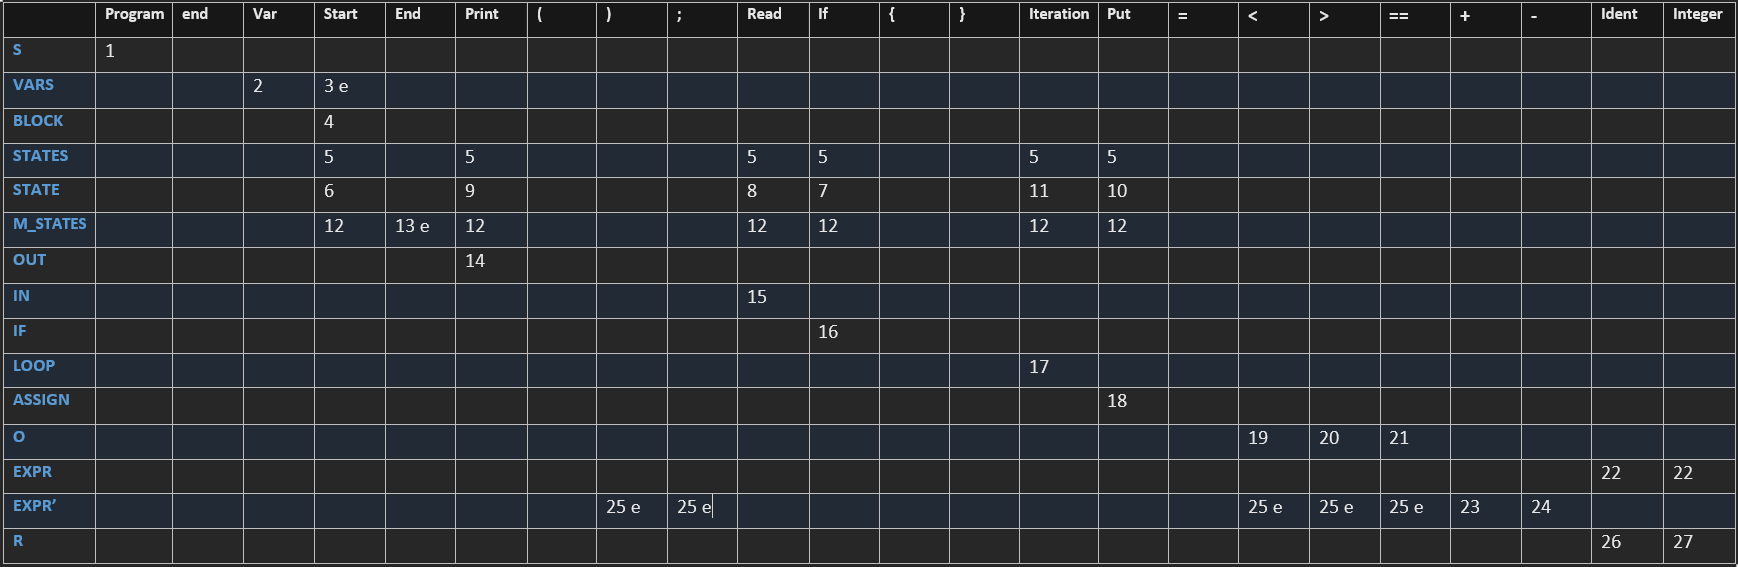 Program end Var Start End Print ( ) ; Read If { } Iteration Put = < > == + - Ident Integer
S 1
VARS 2 3 e
BLOCK 4
STATES 5 5 5 5 5 5
STATE 6 9 8 7 11 10
M_STATES 12 13 e 12 12 12 12 12
OUT 14
IN 15
IF 16
LOOP 17
ASSIGN 18
O 19 20 21
EXPR 22 22
EXPR’ 25 e 25 e 25 e 25 e 25 e 23 24
R 26 27